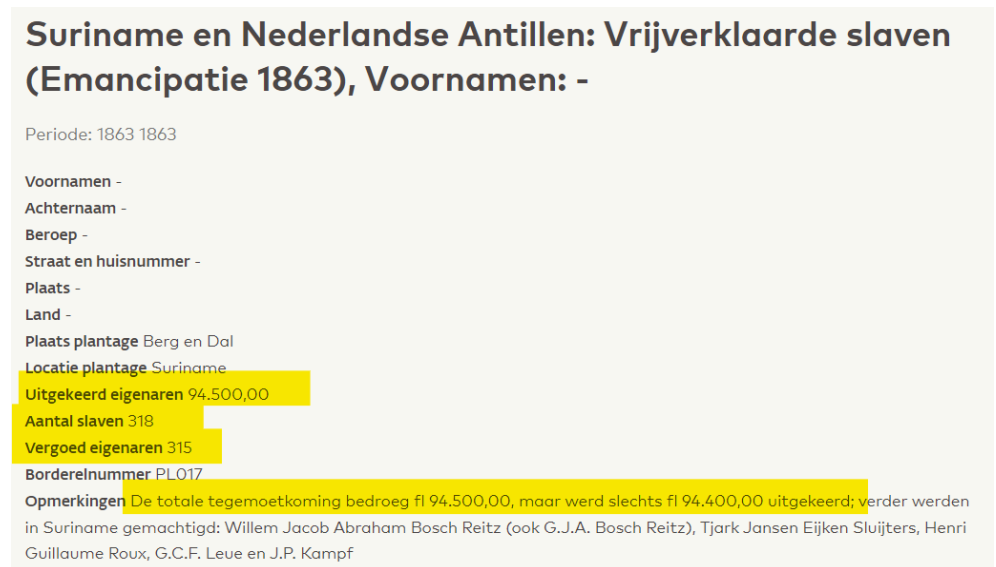 Suriname en Nederlandse Antillen: Vrijverklaarde slaven
(Emancipatie 1863), Voornamen: -
Periode: 1863 1863
Voornamen -
Achternaam -
Beroep -
Straat en huisnummer -
Plaats -
Land -
Plaats plantage Berg en Dal
Locatie plantage Suriname
Uitgekeerd eigenaren 94.500,00
Aantal slaven 318
Vergoed eigenaren 315
Borderelnummer PL017
Opmerkingen De totale tegemoetkoming bedroeg fl 94.500,00, maar werd slechts fl 94.400,00 uitgekeerd; verder werden
in Suriname gemachtigd: Willem Jacob Abraham Bosch Reitz (ook G.J.A. Bosch Reitz), Tjark Jansen Eijken Sluijters, Henri
Guillaume Roux, G.C.F. Leue en J.P. Kampf